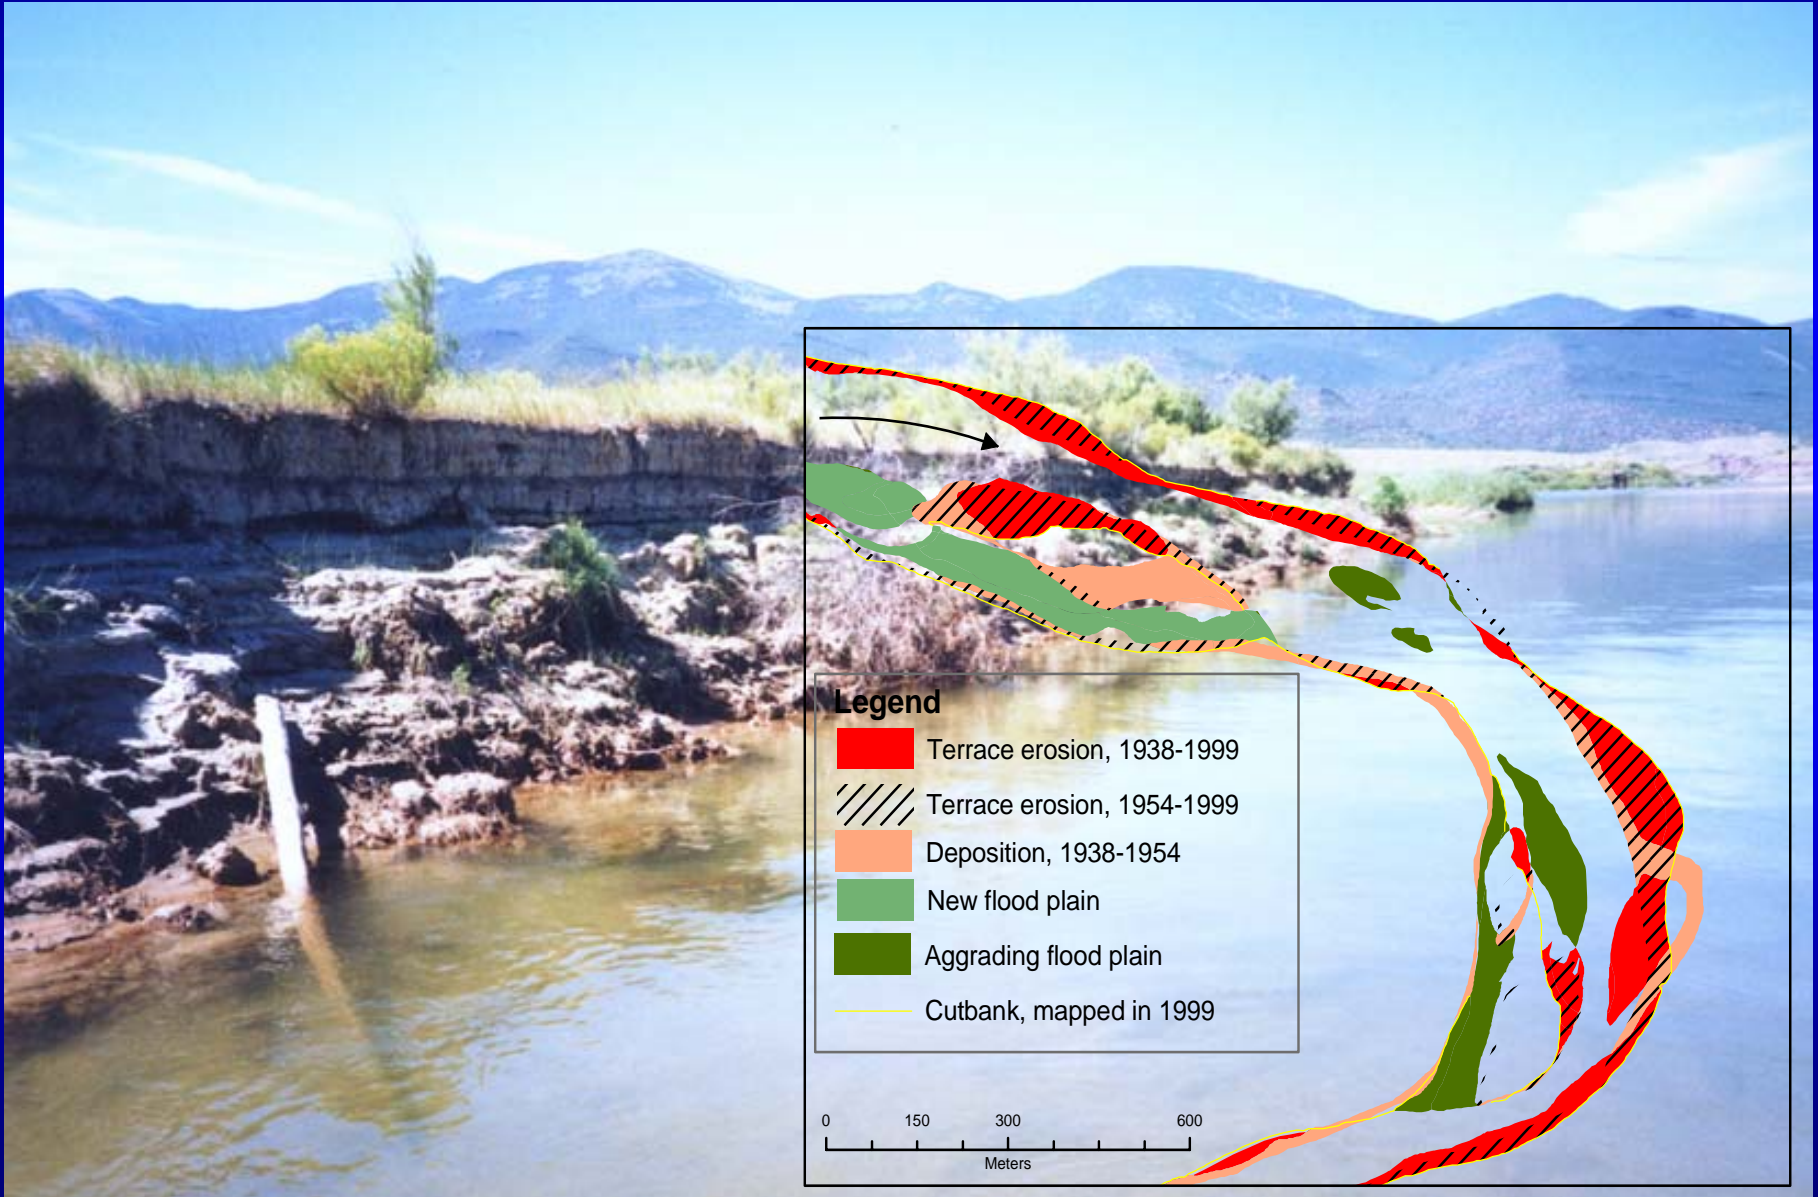 Legend
Terrace erosion, 1938-1999
Terrace erosion, 1954-1999
Deposition, 1938-1954
New flood plain
Aggrading flood plain
Cutbank, mapped in 1999
0 150 300 600
Meters